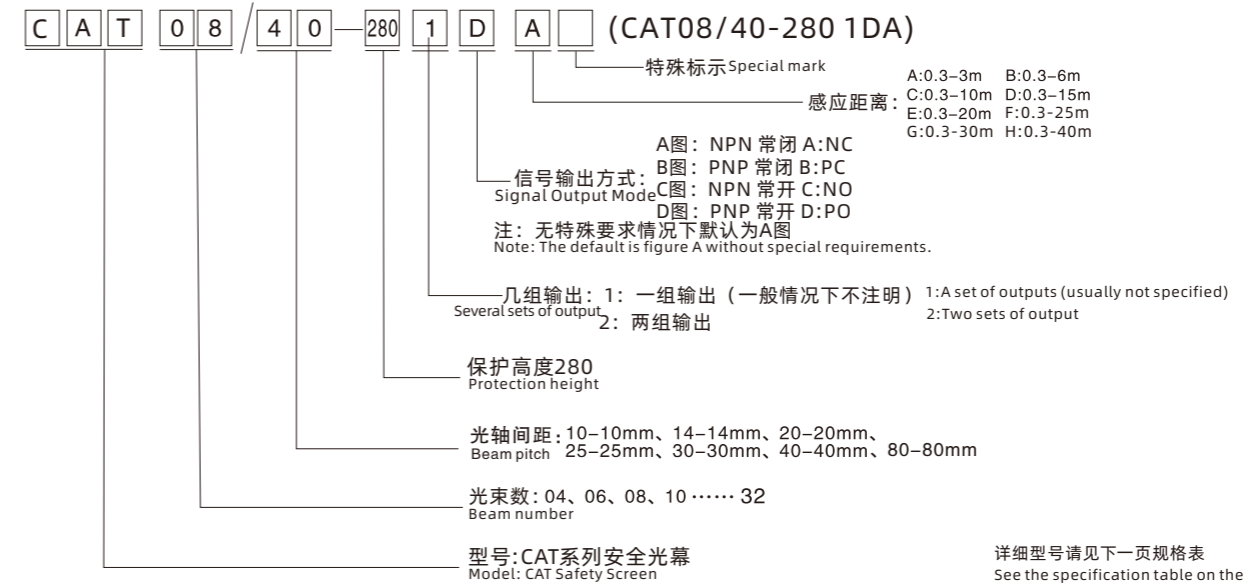 CAT 08/40—280 1 D A (CAT08/40-280 1DA)
特殊标示Special mark
感应距离：
A:0.3–3m B:0.3–6m
C:0.3–10m D:0.3–15m
E:0.3–20m F:0.3-25m
G:0.3-30m H:0.3-40m
信号输出方式：
Signal Output Mode
A图：NPN 常闭 A:NC
B图：PNP 常闭 B:PC
C图：NPN 常开 C:NO
D图：PNP 常开 D:PO
注：无特殊要求情况下默认为A图
Note: The default is figure A without special requirements.
几组输出：1：一组输出（一般情况下不注明）1:A set of outputs (usually not specified)
Several sets of output
2：两组输出 2:Two sets of output
保护高度280
Protection height
光轴间距：10–10mm、14–14mm、20–20mm、
Beam pitch 25–25mm、30–30mm、40–40mm、80–80mm
光束数：04、06、08、10 …… 32
Beam number
型号:CAT系列安全光幕
Model: CAT Safety Screen
详细型号请见下一页规格表
See the specification table on the